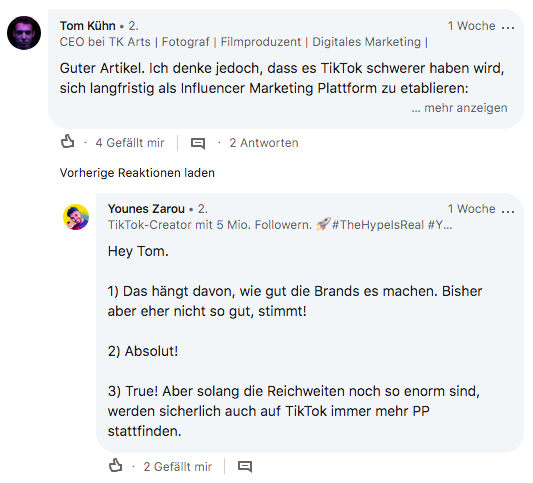 Tom Kühn • 2.
1 Woche ...
CEO bei TK Arts | Fotograf | Filmproduzent | Digitales Marketing |
Guter Artikel. Ich denke jedoch, dass es TikTok schwerer haben wird,
sich langfristig als Influencer Marketing Plattform zu etablieren:
... mehr anzeigen
· 4 Gefällt mir
· 2 Antworten
Vorherige Reaktionen laden
Younes Zarou • 2.
1 Woche ...
TikTok-Creator mit 5 Mio. Followern. 🚀#TheHypeIsReal #Y...
Hey Tom.
1) Das hängt davon, wie gut die Brands es machen. Bisher
aber eher nicht so gut, stimmt!
2) Absolut!
3) True! Aber solang die Reichweiten noch so enorm sind,
werden sicherlich auch auf TikTok immer mehr PP
stattfinden.
· 2 Gefällt mir